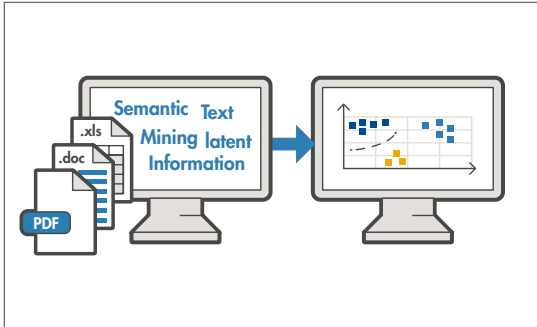 Semantic Text
Mining latent
Information
.xls
.doc
PDF